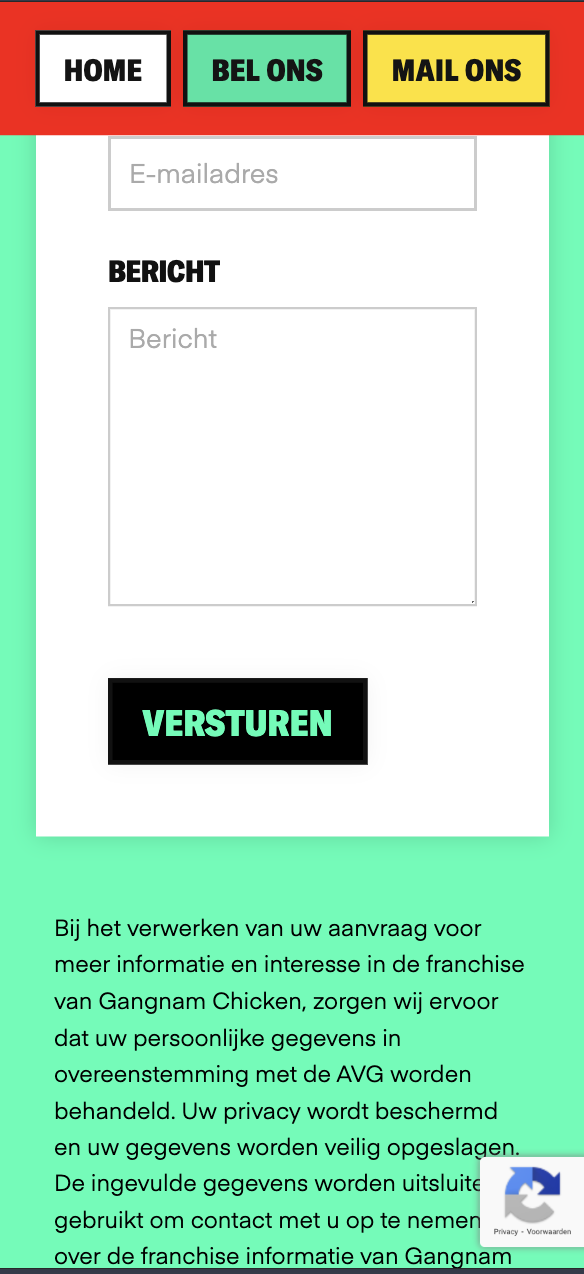 HOME BEL ONS MAIL ONS
E-mailadres
BERICHT
Bericht
VERSTUREN
Bij het verwerken van uw aanvraag voor
meer informatie en interesse in de franchise
van Gangnam Chicken, zorgen wij ervoor
dat uw persoonlijke gegevens in
overeenstemming met de AVG worden
behandeld. Uw privacy wordt beschermd
en uw gegevens worden veilig opgeslagen.
De ingevulde gegevens worden
gebruikt om contact met u op te nemen
over de franchise informatie van Gangnam
Privacy - Voorwaarden